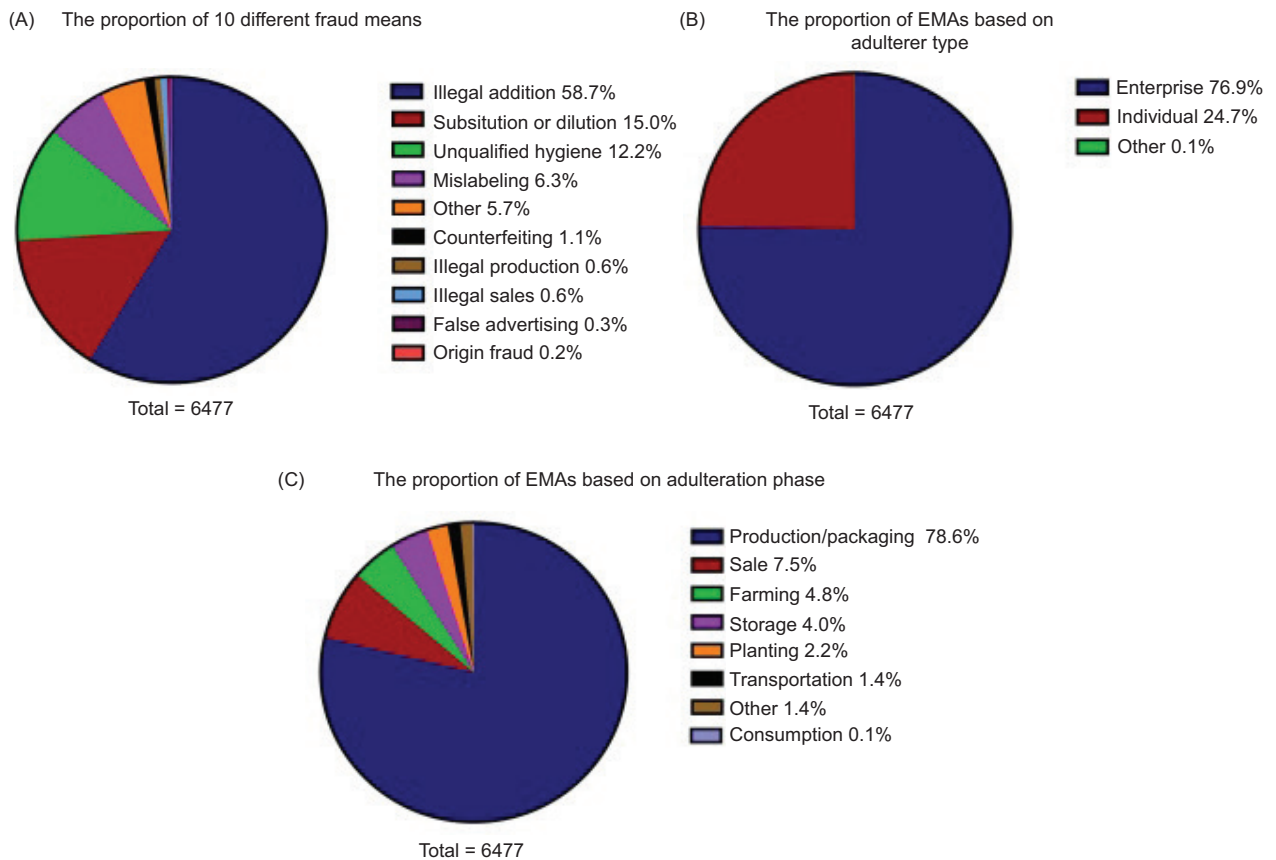 (A) The proportion of 10 different fraud means
Illegal addition 58.7%
Subsitution or dilution 15.0%
Unqualified hygiene 12.2%
Mislabeling 6.3%
Other 5.7%
Counterfeiting 1.1%
Illegal production 0.6%
Illegal sales 0.6%
False advertising 0.3%
Origin fraud 0.2%
Total = 6477
(B) The proportion of EMAs based on
adulterer type
Enterprise 76.9%
Individual 24.7%
Other 0.1%
Total = 6477
(C) The proportion of EMAs based on adulteration phase
Production/packaging 78.6%
Sale 7.5%
Farming 4.8%
Storage 4.0%
Planting 2.2%
Transportation 1.4%
Other 1.4%
Consumption 0.1%
Total = 6477